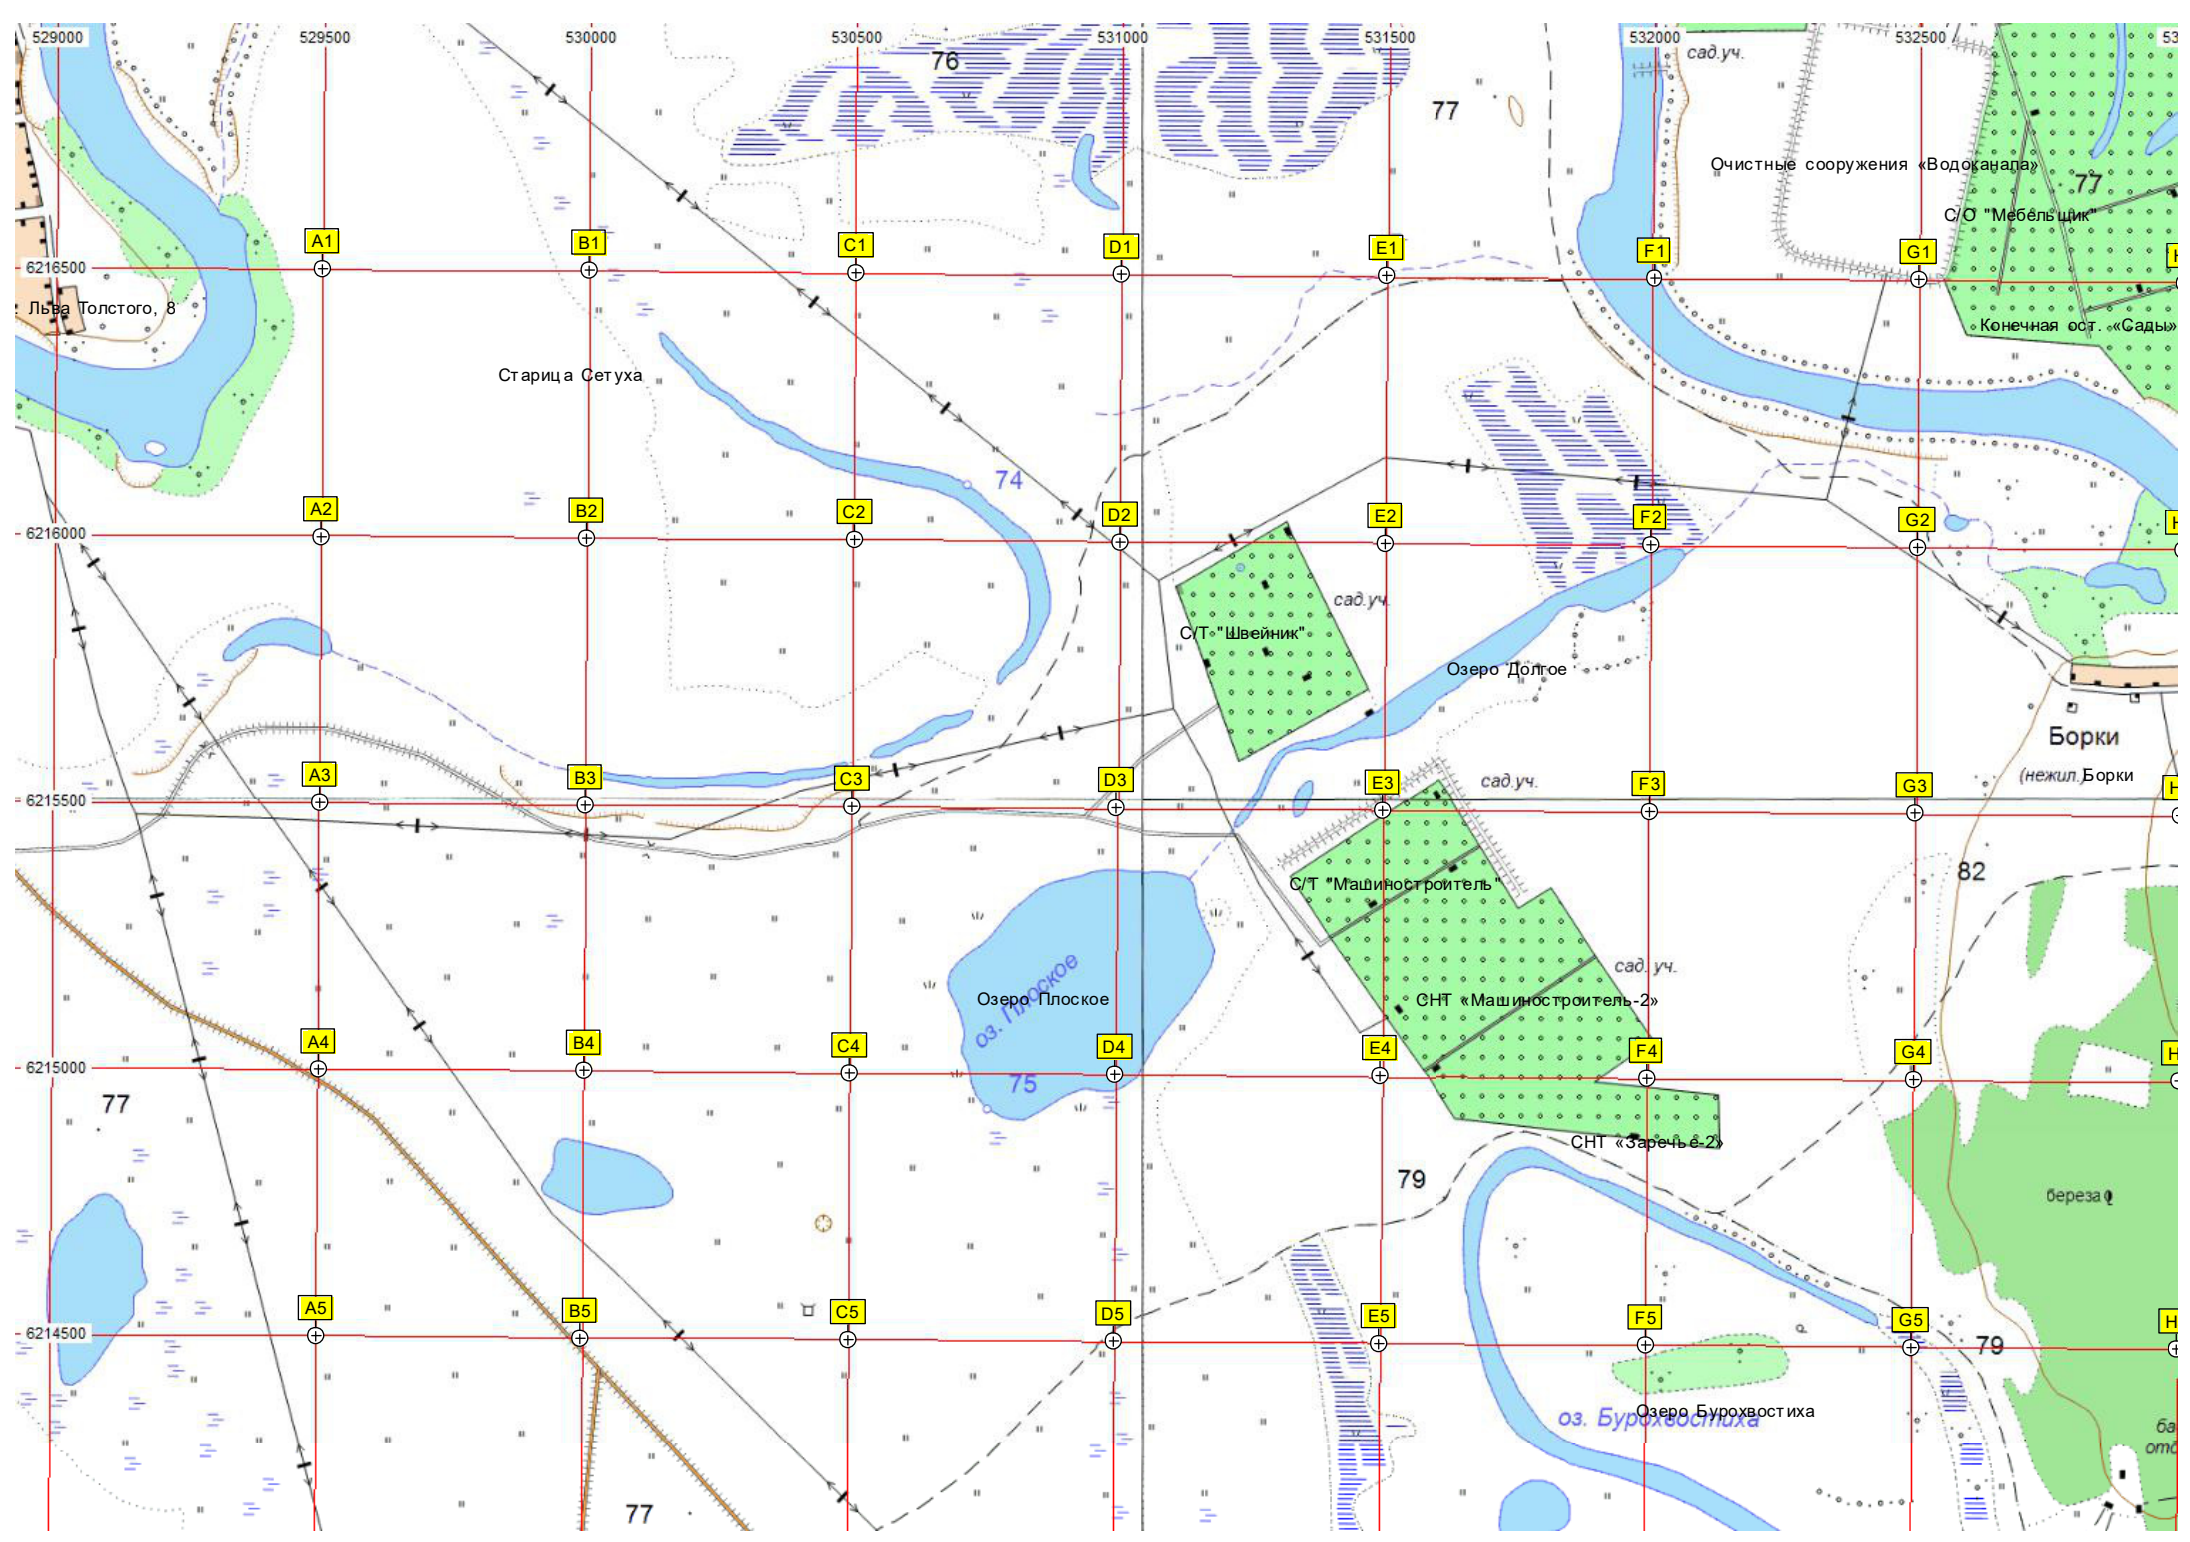 529000 529500 530000 530500 531000 531500 532000 532500 53
сад.уч.
76
77
Очистные сооружения «Водоканала»
77
С/О "Мебельщик"
A1 B1 C1 D1 E1 F1 G1 H
6216500
Льва Толстого, 8
Конечная ост. «Сады»
Старица Сетуха
74
A2 B2 C2 D2 E2 F2 G2 H
6216000
сад.уч.
С/Т "Швейник"
Озеро Долгое
Борки
(нежил.) Борки
A3 B3 C3 D3 E3 F3 G3 H
сад.уч.
6215500
82
С/Т "Машиностроитель"
сад. уч.
оз. Плоское
Озеро Плоское
СНТ «Машиностроитель-2»
A4 B4 C4 D4 E4 F4 G4 H
6215000
75
77
СНТ «Заречье-2»
79
береза
A5 B5 C5 D5 E5 F5 G5 H
6214500
79
оз. Бурохвостиха
Озеро Бурохвостиха
ба
отд
77